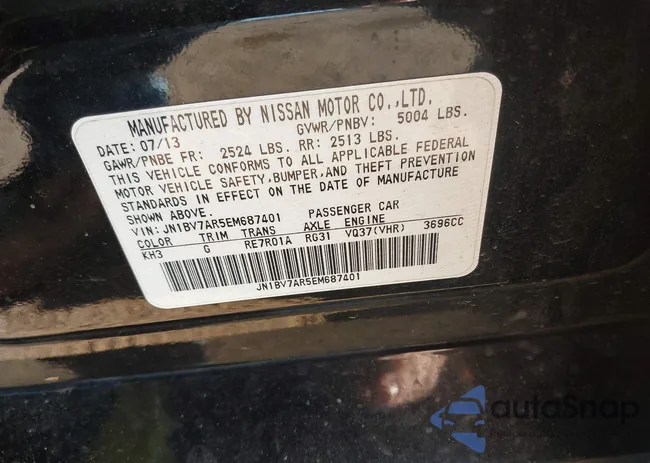 MANUFACTURED BY NISSAN MOTOR CO.,LTD.
DATE: 07/13 GVWR/PNBV: 5004 LBS.
GAWR/PNBE FR: 2524 LBS. RR: 2513 LBS.
THIS VEHICLE CONFORMS TO ALL APPLICABLE FEDERAL
MOTOR VEHICLE SAFETY, BUMPER, AND THEFT PREVENTION
STANDARDS IN EFFECT ON THE DATE OF MANUFACTURE
SHOWN ABOVE.
VIN: JN1BV7AR5EM687401 PASSENGER CAR
COLOR TRIM TRANS AXLE ENGINE
KH3 G RE7R01A RG31 VQ37(VHR) 3696CC
JN1BV7AR5EM687401
autoSnap